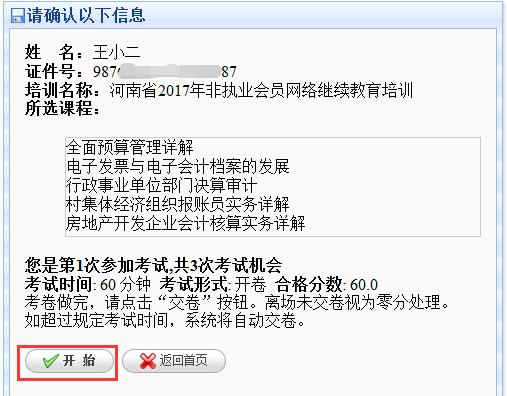 请确认以下信息
姓 名：王小二
证件号：987 87
培训名称：河南省2017年非执业会员网络继续教育培训
所选课程：
全面预算管理详解
电子发票与电子会计档案的发展
行政事业单位部门决算审计
村集体经济组织报账员实务详解
房地产开发企业会计核算实务详解
您是第1次参加考试,共3次考试机会
考试时间: 60 分钟 考试形式: 开卷 合格分数: 60.0
考卷做完，请点击“交卷”按钮。离场未交卷视为零分处理。
如超过规定考试时间，系统将自动交卷。
开 始 返回首页